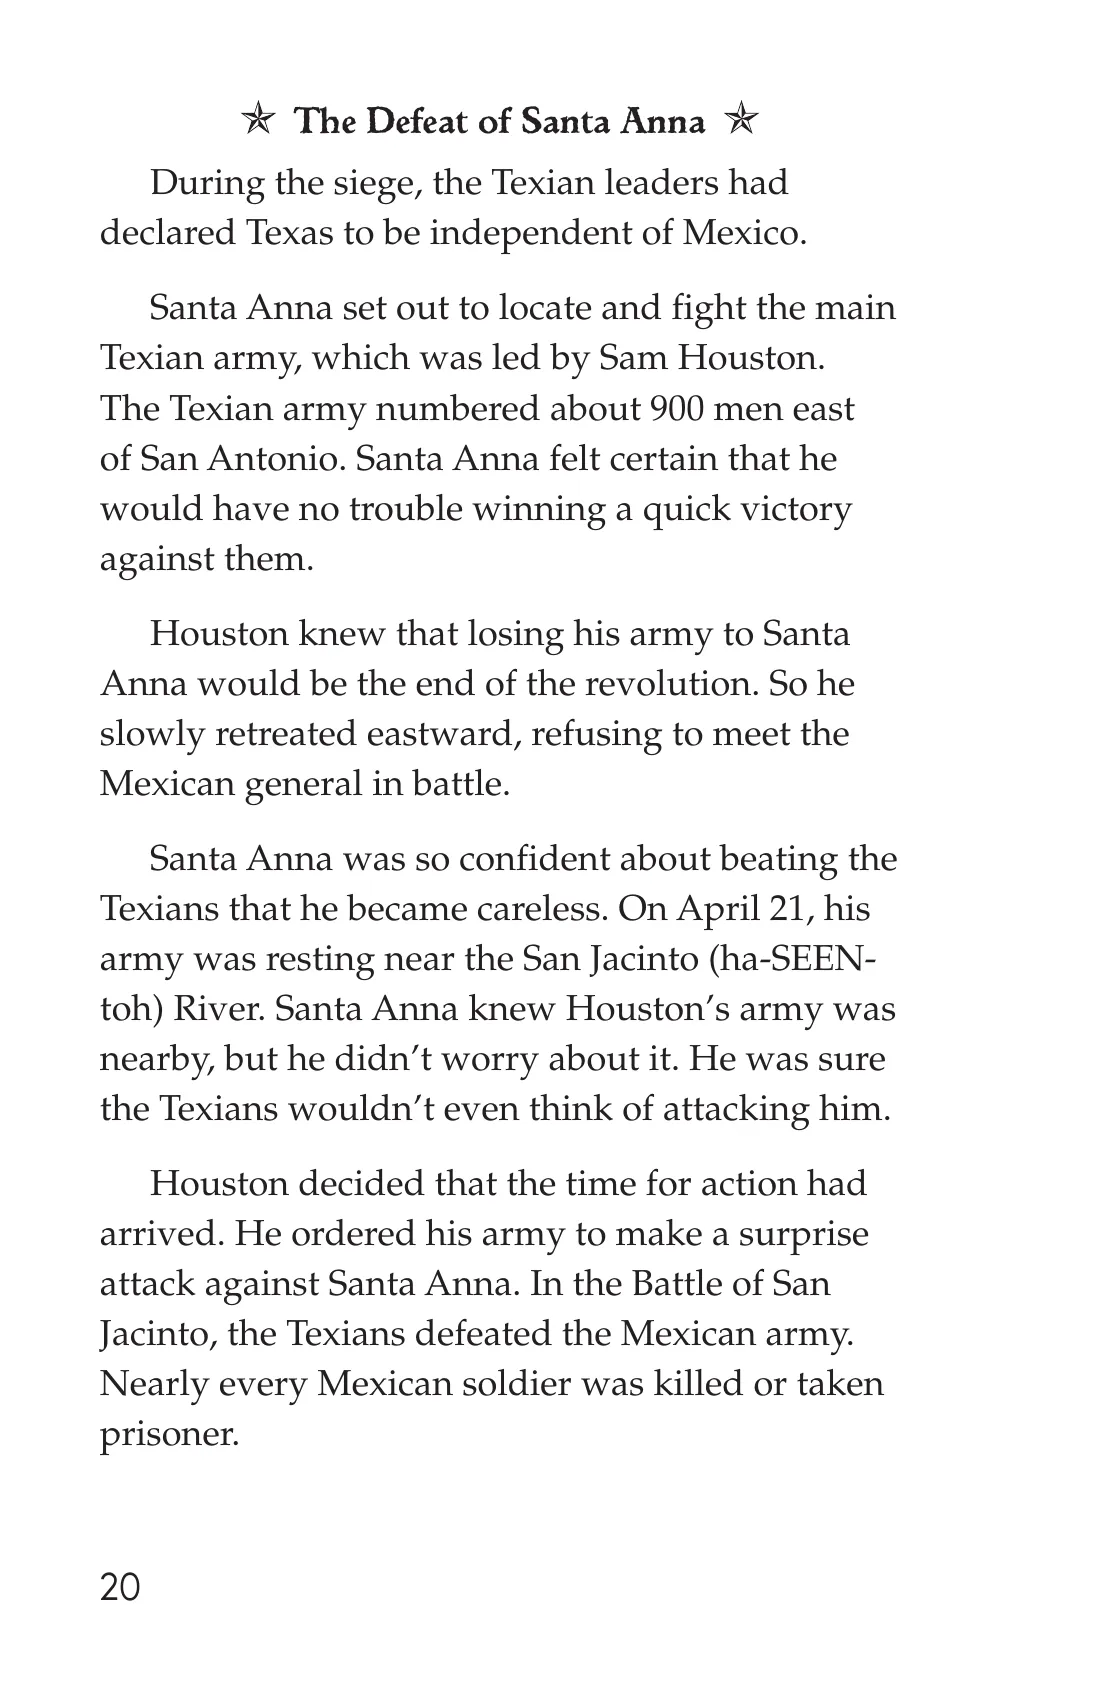 The Defeat of Santa Anna
During the siege, the Texian leaders had
declared Texas to be independent of Mexico.
Santa Anna set out to locate and fight the main
Texian army, which was led by Sam Houston.
The Texian army numbered about 900 men east
of San Antonio. Santa Anna felt certain that he
would have no trouble winning a quick victory
against them.
Houston knew that losing his army to Santa
Anna would be the end of the revolution. So he
slowly retreated eastward, refusing to meet the
Mexican general in battle.
Santa Anna was so confident about beating the
Texians that he became careless. On April 21, his
army was resting near the San Jacinto (ha-SEEN-
toh) River. Santa Anna knew Houston’s army was
nearby, but he didn’t worry about it. He was sure
the Texians wouldn’t even think of attacking him.
Houston decided that the time for action had
arrived. He ordered his army to make a surprise
attack against Santa Anna. In the Battle of San
Jacinto, the Texians defeated the Mexican army.
Nearly every Mexican soldier was killed or taken
prisoner.
20